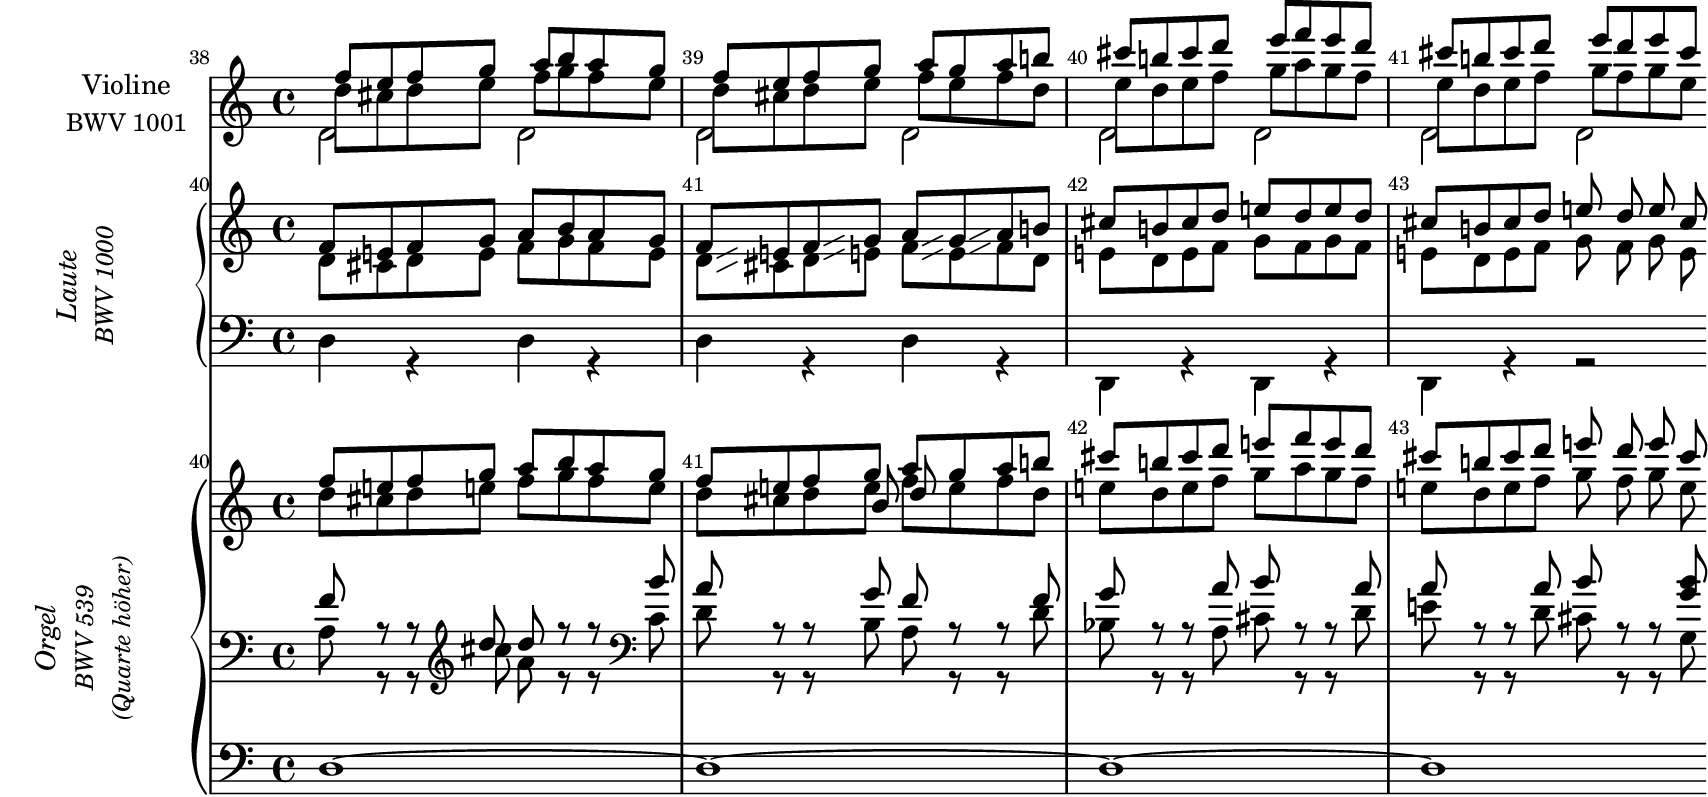 38 39 40 41
Violine
BWV 1001
40 41 42 43
Laute
BWV 1000
40 41 42 43
Orgel
BWV 539
(Quarte höher)